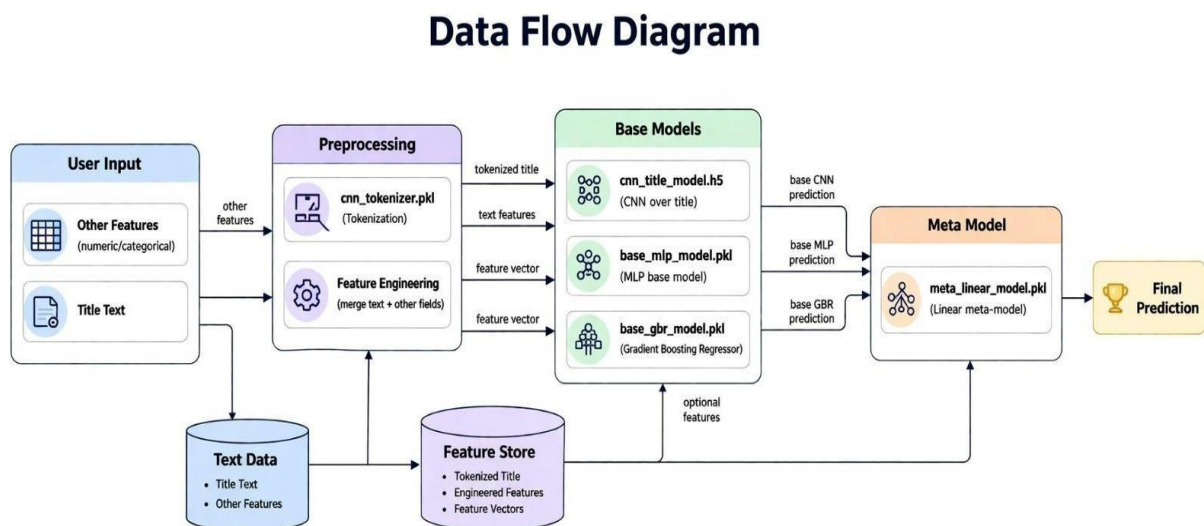 Data Flow Diagram
User Input
Other Features
(numeric/categorical)
Title Text
other
features
Preprocessing
cnn_tokenizer.pkl
(Tokenization)
Feature Engineering
(merge text + other fields)
tokenized title
text features
feature vector
feature vector
Base Models
cnn_title_model.h5
(CNN over title)
base_mlp_model.pkl
(MLP base model)
base_gbr_model.pkl
(Gradient Boosting Regressor)
base CNN
prediction
base MLP
prediction
base GBR
prediction
Meta Model
meta_linear_model.pkl
(Linear meta-model)
Final
Prediction
optional
features
Text Data
• Title Text
• Other Features
Feature Store
• Tokenized Title
• Engineered Features
• Feature Vectors